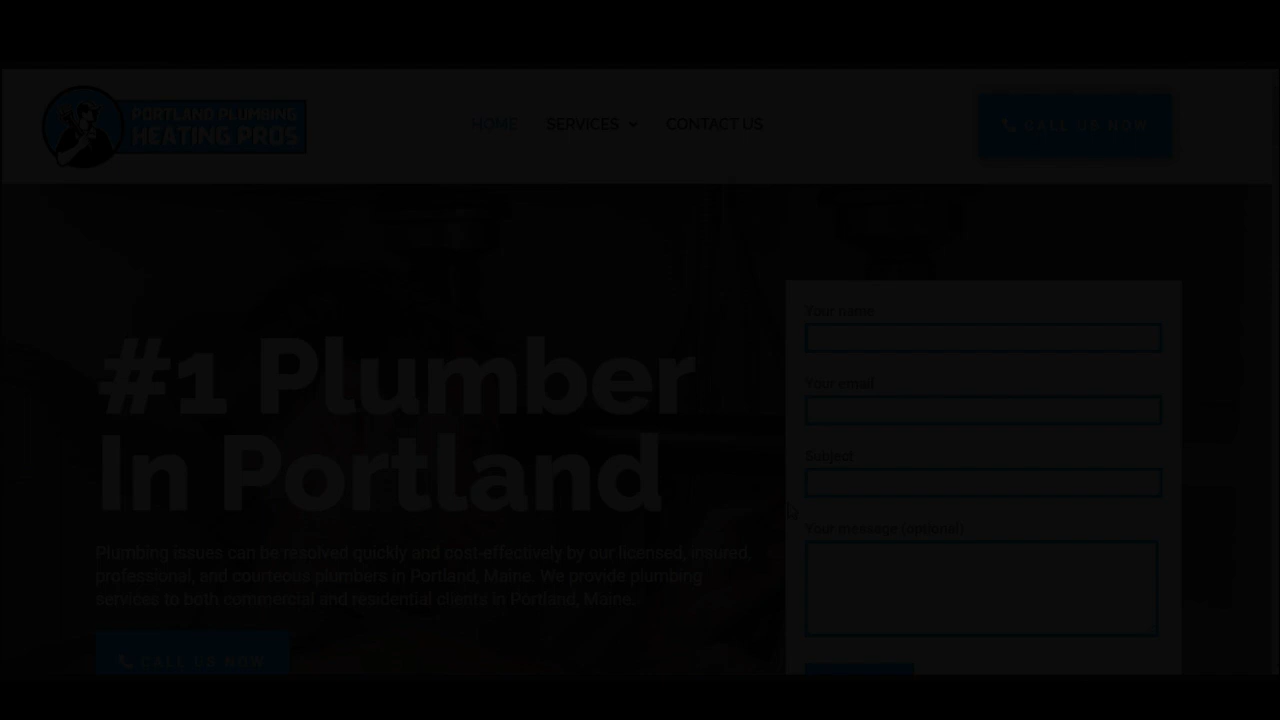 PORTLAND PLUMBING
HEATING PROS
HOME SERVICES CONTACT US
CALL US NOW
#1 Plumber
In Portland
Plumbing issues can be resolved quickly and cost-effectively by our licensed, insured,
professional, and courteous plumbers in Portland, Maine. We provide plumbing
services to both commercial and residential clients in Portland, Maine.
CALL US NOW
Your name
Your email
Subject
Your message (optional)